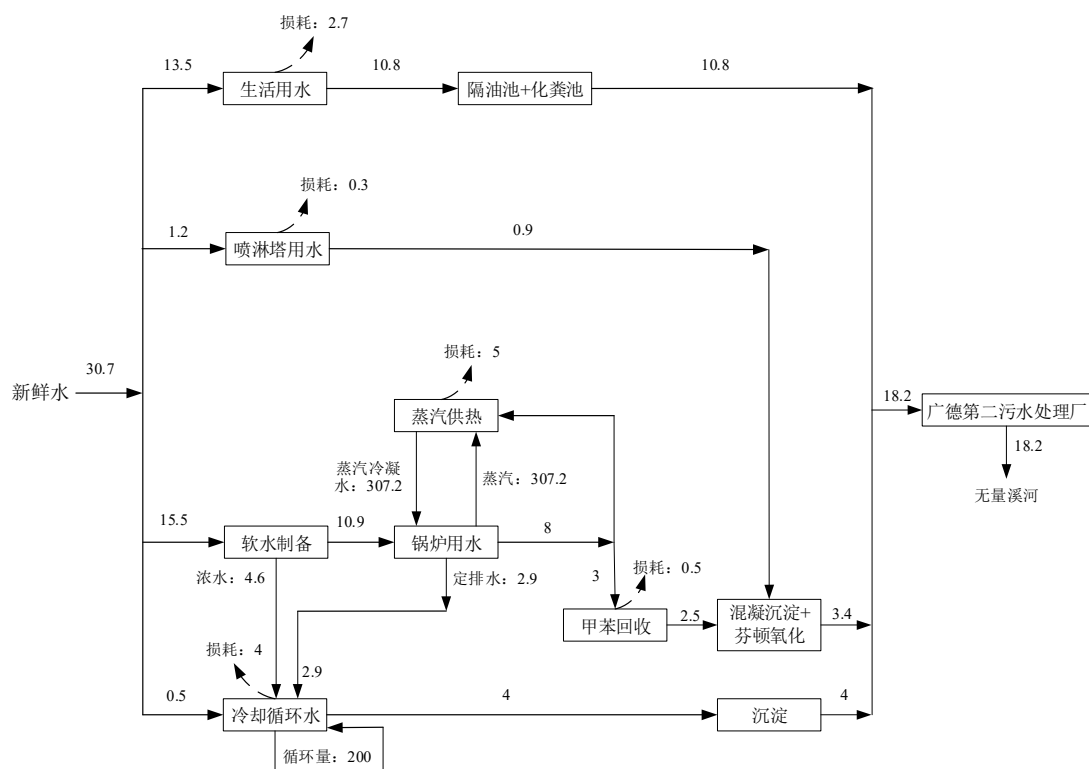 损耗：2.7
13.5
生活用水
10.8
隔油池+化粪池
10.8
损耗：0.3
1.2
喷淋塔用水
0.9
新鲜水
30.7
损耗：5
蒸汽供热
蒸汽冷凝
水：307.2
蒸汽：307.2
18.2
广德第二污水处理厂
18.2
无量溪河
15.5
软水制备
10.9
锅炉用水
8
浓水：4.6
定排水：2.9
3
损耗：0.5
甲苯回收
2.5
混凝沉淀+
芬顿氧化
3.4
损耗：4
2.9
0.5
冷却循环水
4
沉淀
4
循环量：200